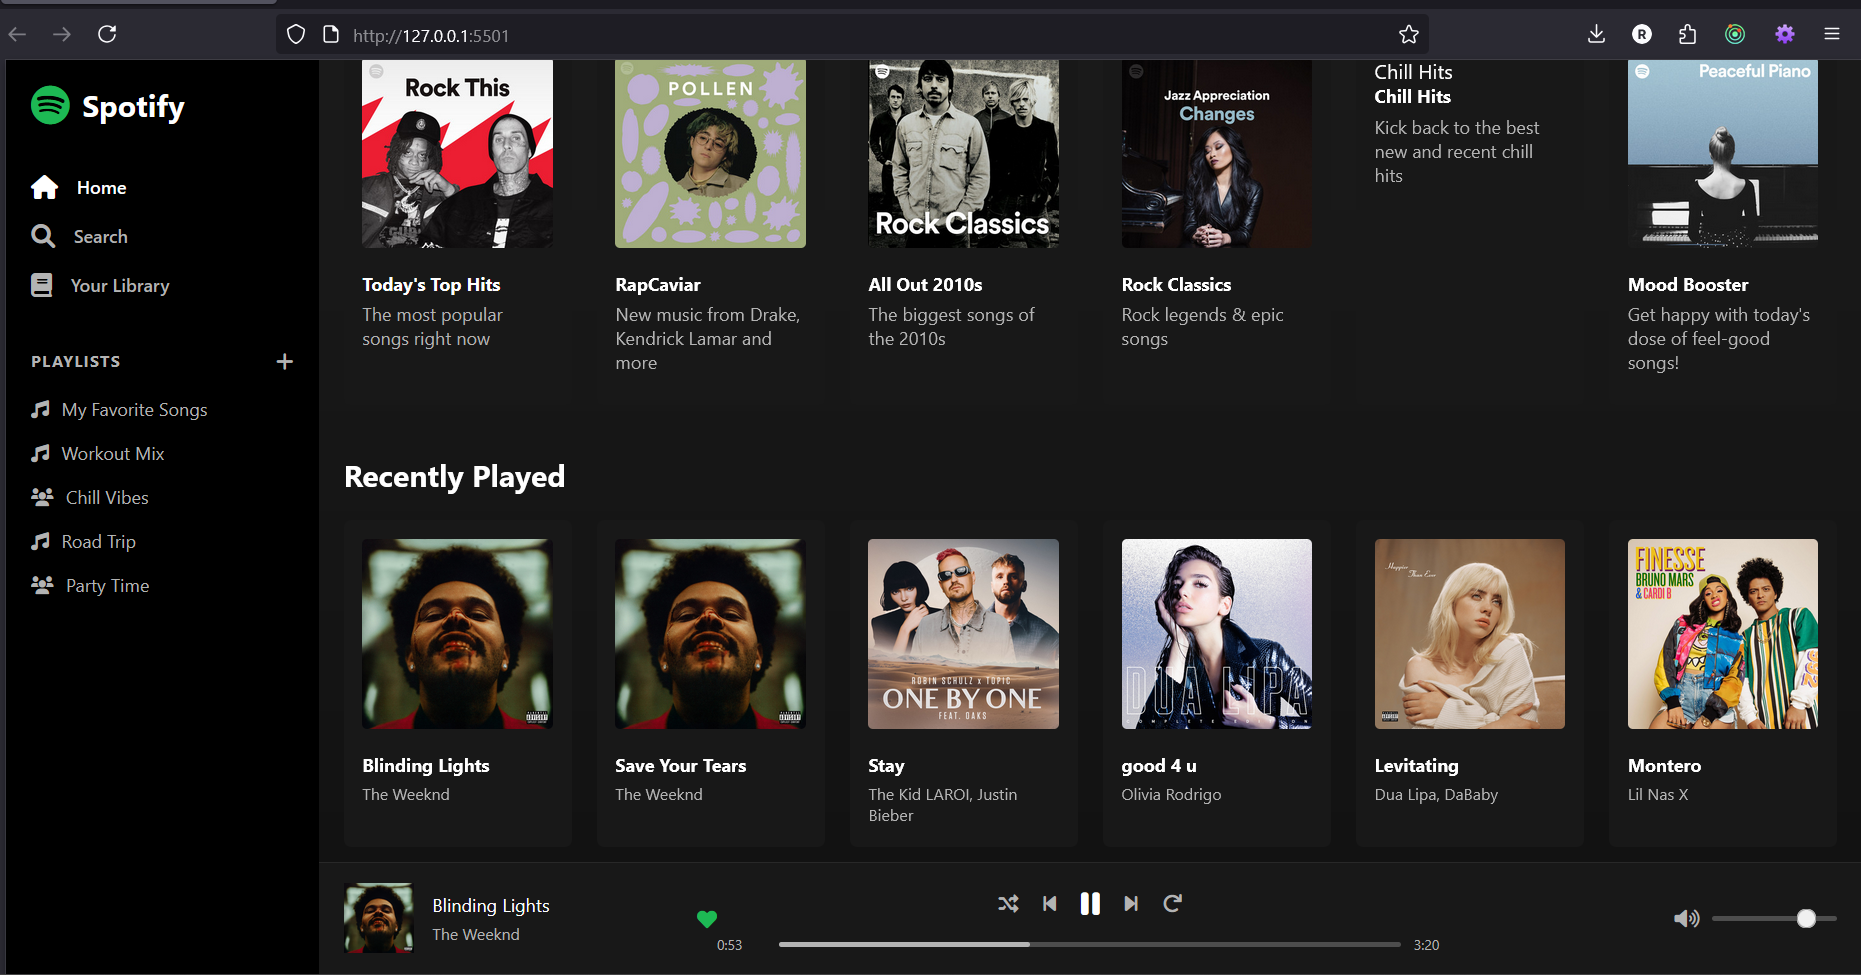 http://127.0.0.1:5501
R
Spotify
Home
Search
Your Library
PLAYLISTS
My Favorite Songs
Workout Mix
Chill Vibes
Road Trip
Party Time
Rock This
Today's Top Hits
The most popular
songs right now
POLLEN
RapCaviar
New music from Drake,
Kendrick Lamar and
more
Rock Classics
All Out 2010s
The biggest songs of
the 2010s
Jazz Appreciation
Changes
Rock Classics
Rock legends & epic
songs
Chill Hits
Chill Hits
Kick back to the best
new and recent chill
hits
Peaceful Piano
Mood Booster
Get happy with today's
dose of feel-good
songs!
Recently Played
Blinding Lights
The Weeknd
Save Your Tears
The Weeknd
ROBIN SCHULZ x TOPIC
ONE BY ONE
FEAT. OAKS
Stay
The Kid LAROI, Justin
Bieber
DUA LIPA
COMPLETE EDITION
good 4 u
Olivia Rodrigo
Happier
Than Ever
Levitating
Dua Lipa, DaBaby
FINESSE
BRUNO MARS
& CARDI B
Montero
Lil Nas X
Blinding Lights
The Weeknd
0:53
3:20